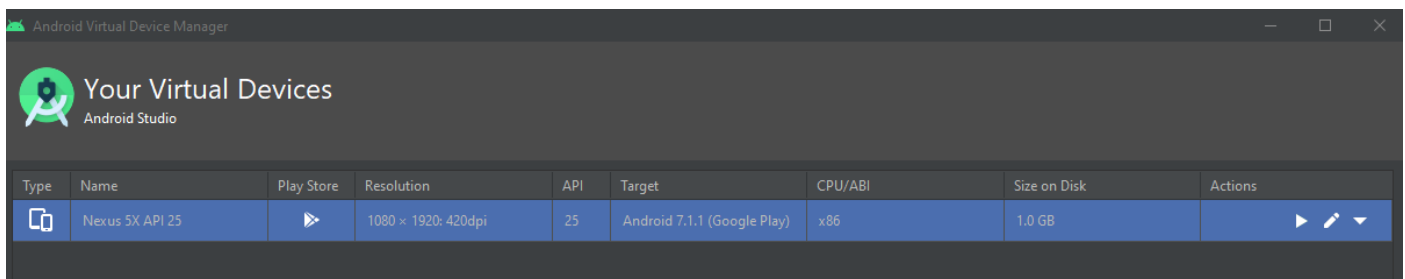 Android Virtual Device Manager
Your Virtual Devices
Android Studio
Type Name Play Store Resolution API Target CPU/ABI Size on Disk Actions
Nexus 5X API 25 1080 × 1920: 420dpi 25 Android 7.1.1 (Google Play) x86 1.0 GB